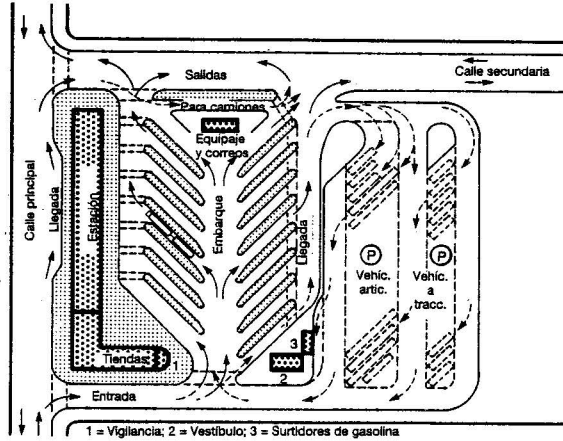 Salidas
Calle secundaria
Para camiones
Equipaje
y correos
Calle principal
Llegada
Estación
Embarque
Llegada
P
Vehíc.
artic.
P
Vehíc.
a
tracc.
Tiendas
1
2
3
Entrada
1 = Vigilancia; 2 = Vestíbulo; 3 = Surtidores de gasolina